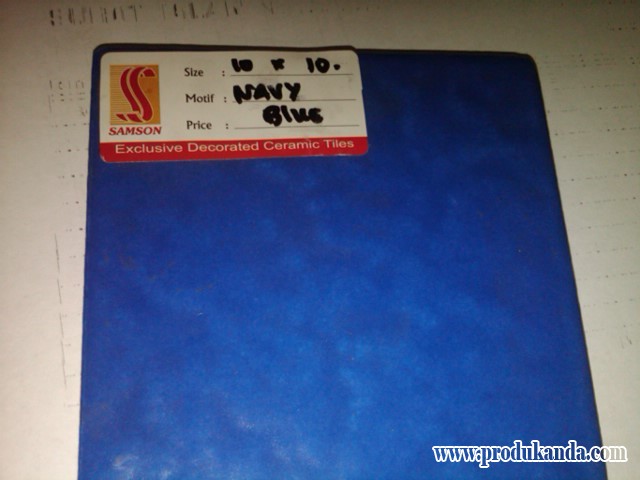 Size : 10 x 10.
Motif : NAVY
Price : Blue
SAMSON
Exclusive Decorated Ceramic Tiles
www.produkanda.com